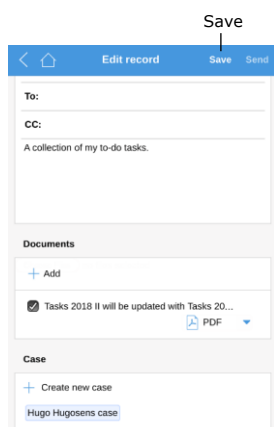 Save
Edit record Save Send
To:
CC:
A collection of my to-do tasks.
Documents
Add
Tasks 2018 II will be updated with Tasks 20...
PDF
Case
Create new case
Hugo Hugosens case